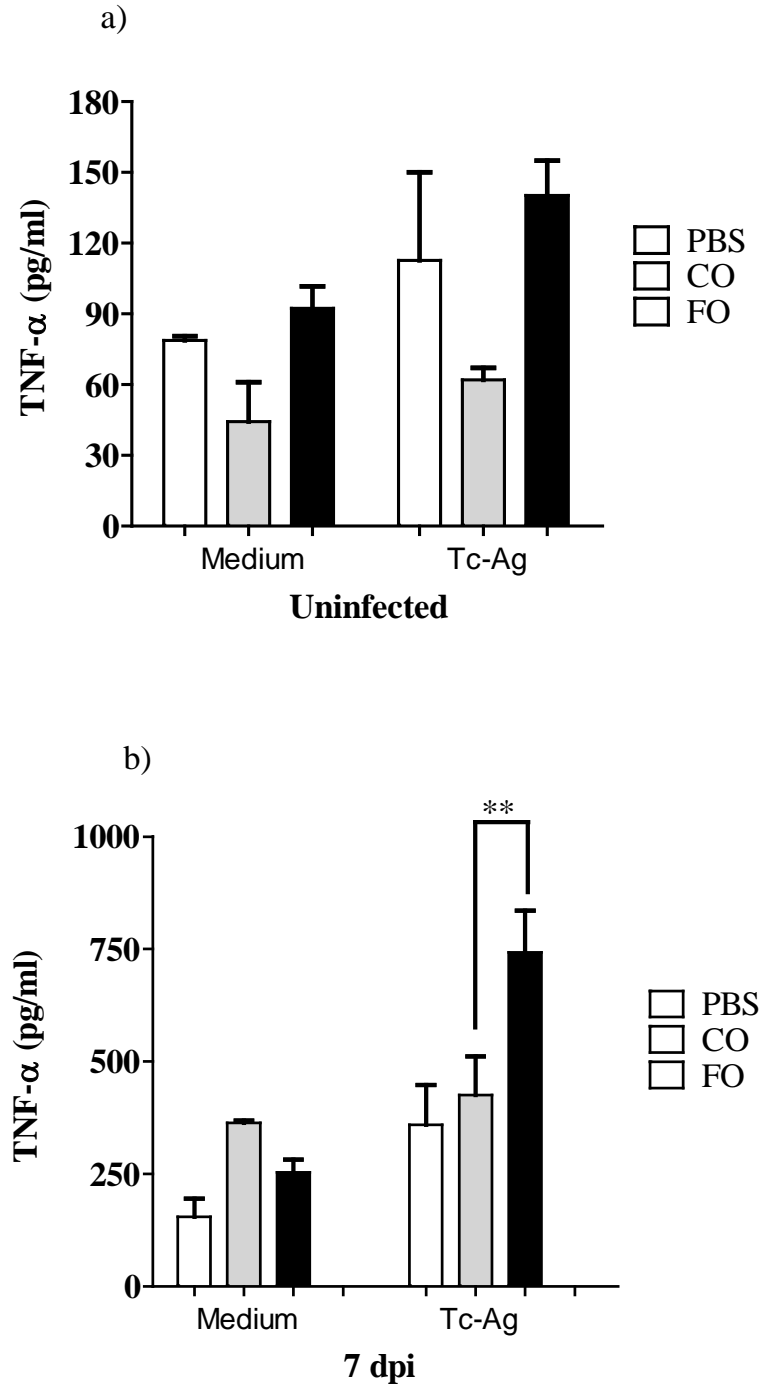 a)
TNF-α (pg/ml)
180
150
120
90
60
30
0
PBS
CO
FO
Medium Tc-Ag
Uninfected
b)
**
TNF-α (pg/ml)
1000
750
500
250
0
PBS
CO
FO
Medium Tc-Ag
7 dpi